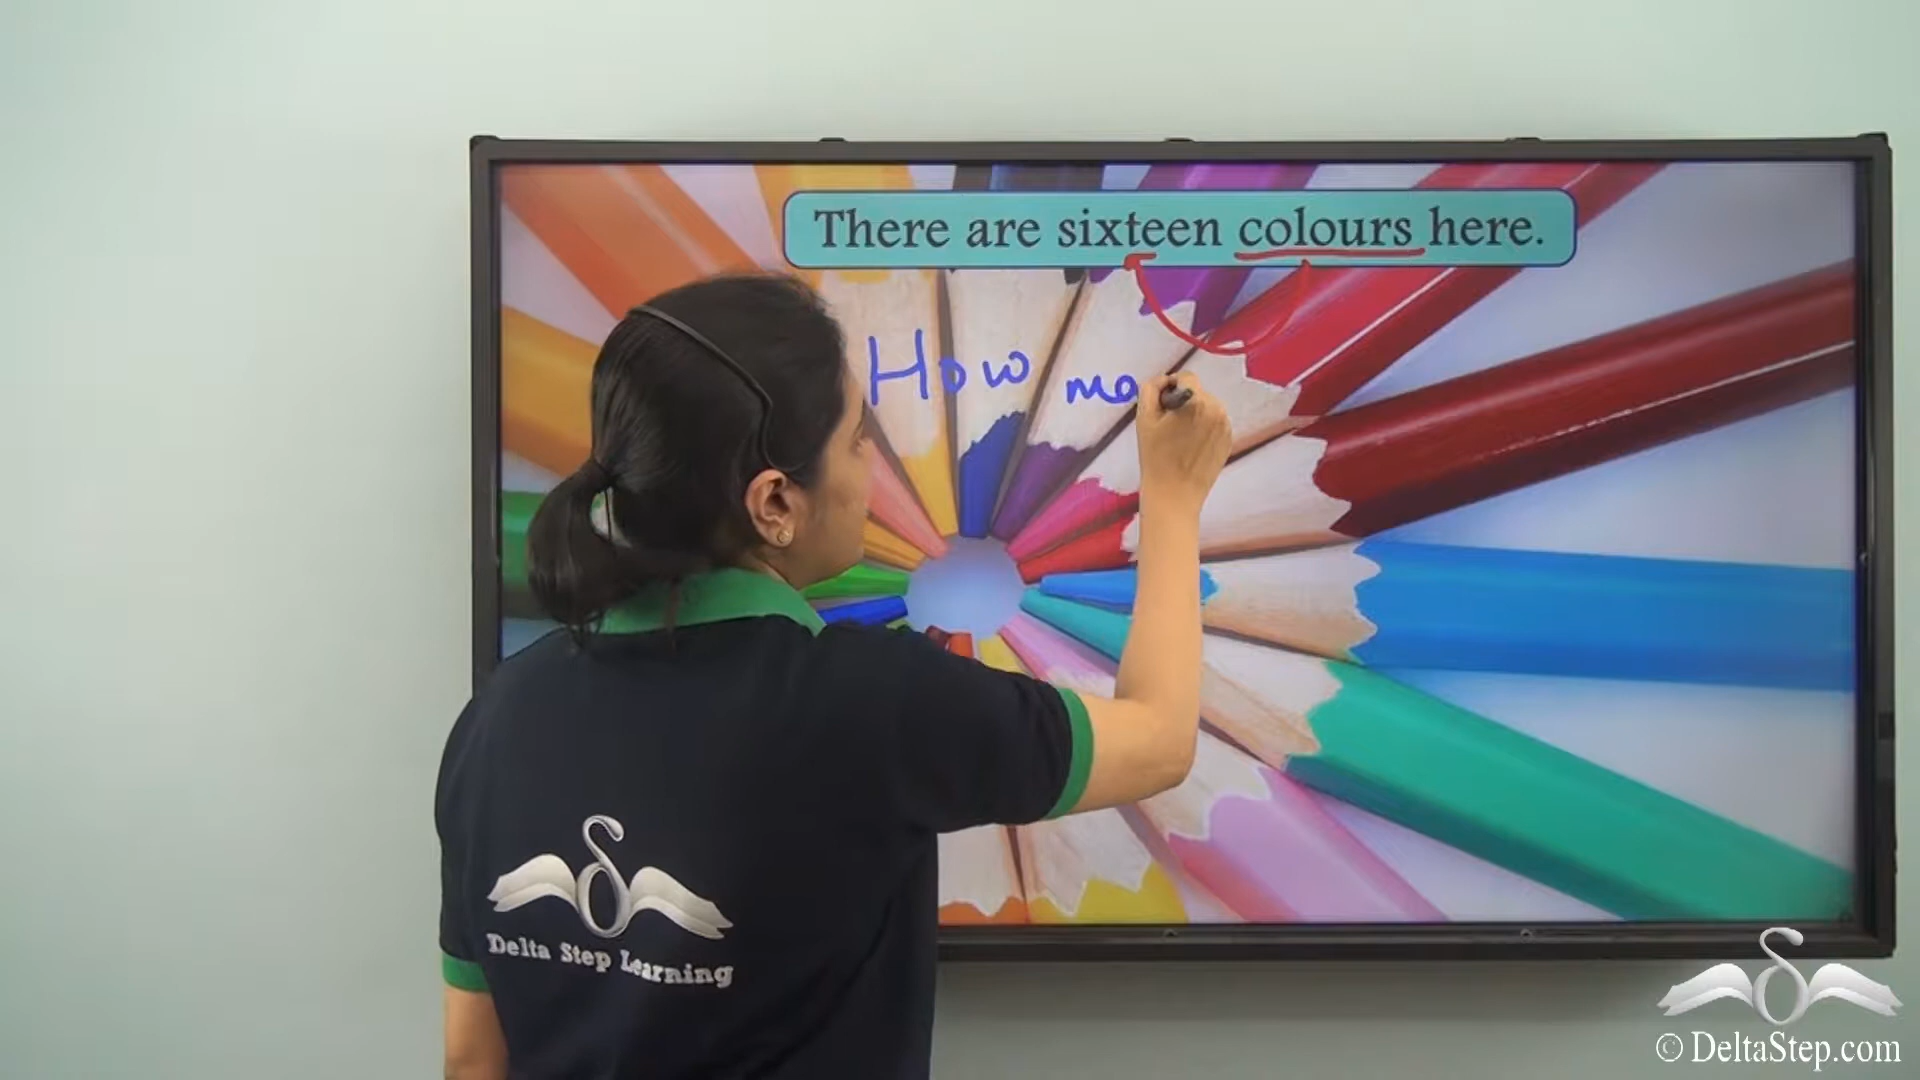 There are sixteen colours here.
How ma
Delta Step Learning
© DeltaStep.com